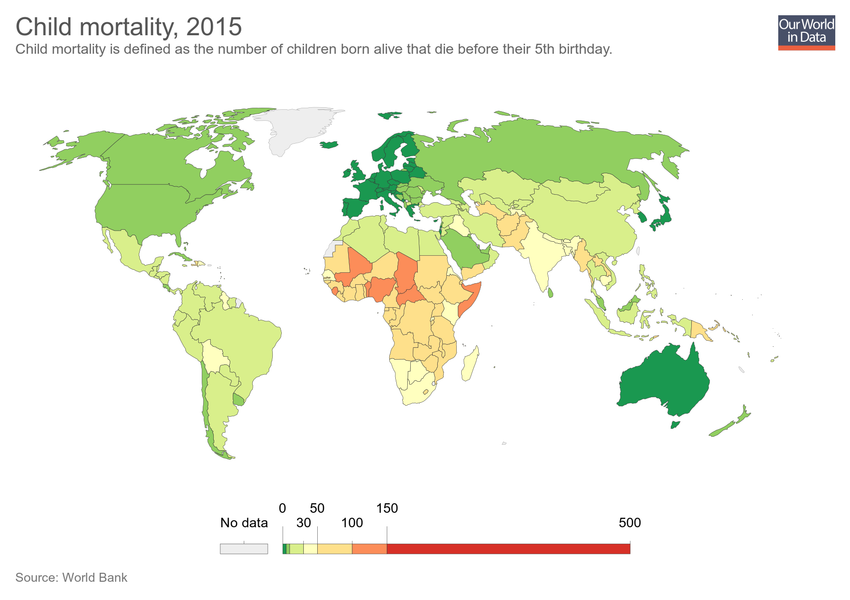 Child mortality, 2015
Child mortality is defined as the number of children born alive that die before their 5th birthday.
Our World
in Data
0 50 150
No data 30 100 500
Source: World Bank